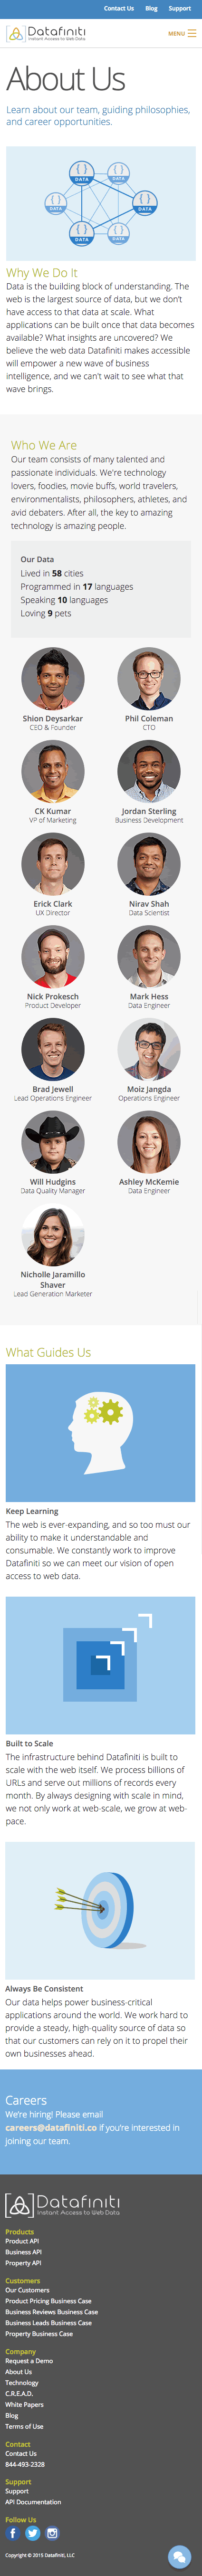 Contact Us Blog Support
Datafiniti
Instant Access to Web Data
MENU
About Us
Learn about our team, guiding philosophies,
and career opportunities.
DATA
DATA
DATA
DATA
DATA
DATA
Why We Do It
Data is the building block of understanding. The
web is the largest source of data, but we don't
have access to that data at scale. What
applications can be built once that data becomes
available? What insights are uncovered? We
believe the web data Datafiniti makes accessible
will empower a new wave of business
intelligence, and we can't wait to see what that
wave brings.
Who We Are
Our team consists of many talented and
passionate individuals. We're technology
lovers, foodies, movie buffs, world travelers,
environmentalists, philosophers, athletes, and
avid debaters. After all, the key to amazing
technology is amazing people.
Our Data
Lived in 58 cities
Programmed in 17 languages
Speaking 10 languages
Loving 9 pets
Shion Deysarkar
CEO & Founder
Phil Coleman
CTO
CK Kumar
VP of Marketing
Jordan Sterling
Business Development
Erick Clark
UX Director
Nirav Shah
Data Scientist
Nick Prokesch
Product Developer
Mark Hess
Data Engineer
Brad Jewell
Lead Operations Engineer
Moiz Jangda
Operations Engineer
Will Hudgins
Data Quality Manager
Ashley McKemie
Data Engineer
Nicholle Jaramillo
Shaver
Lead Generation Marketer
What Guides Us
Keep Learning
The web is ever-expanding, and so too must our
ability to make it understandable and
consumable. We constantly work to improve
Datafiniti so we can meet our vision of open
access to web data.
Built to Scale
The infrastructure behind Datafiniti is built to
scale with the web itself. We process billions of
URLs and serve out millions of records every
month. By always designing with scale in mind,
we not only work at web-scale, we grow at web-
pace.
Always Be Consistent
Our data helps power business-critical
applications around the world. We work hard to
provide a steady, high-quality source of data so
that our customers can rely on it to propel their
own businesses ahead.
Careers
We're hiring! Please email
careers@datafiniti.co if you're interested in
joining our team.
Datafiniti
Instant Access to Web Data
Products
Product API
Business API
Property API
Customers
Our Customers
Product Pricing Business Case
Business Reviews Business Case
Business Leads Business Case
Property Business Case
Company
Request a Demo
About Us
Technology
C.R.E.A.D.
White Papers
Blog
Terms of Use
Contact
Contact Us
844-493-2328
Support
Support
API Documentation
Follow Us
Copyright © 2015 Datafiniti, LLC